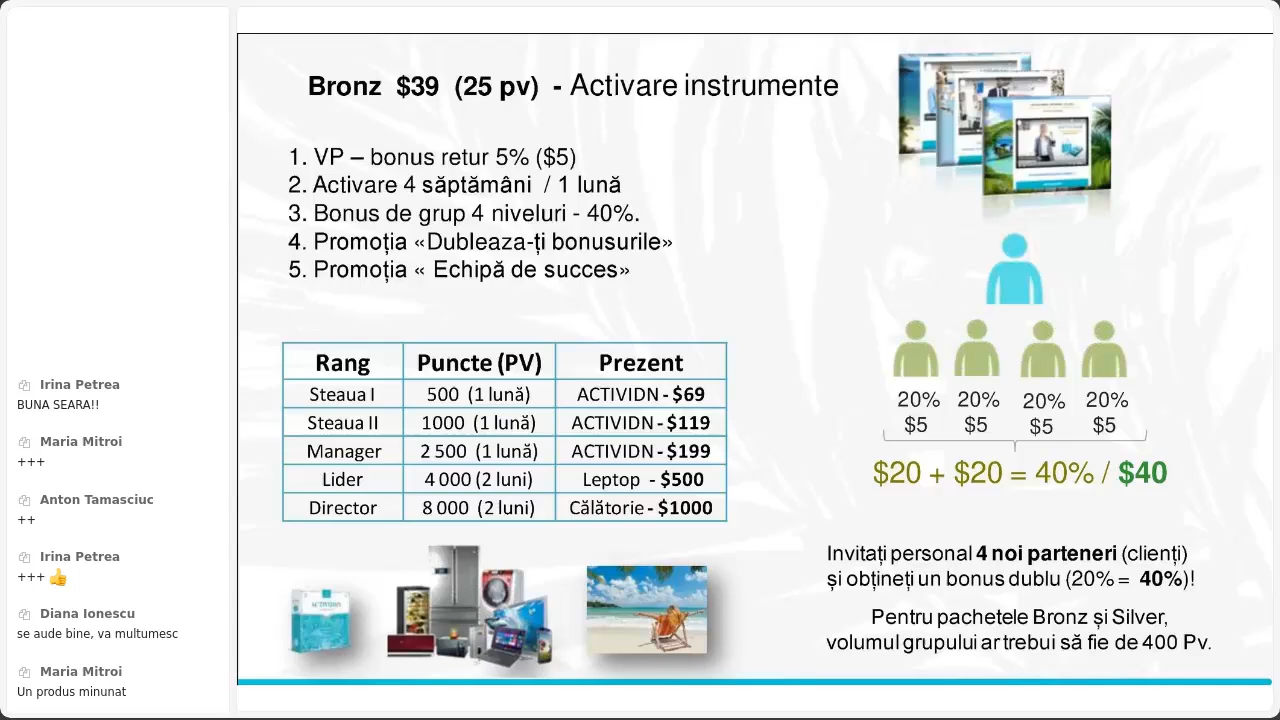 Irina Petrea
BUNA SEARA!!
Maria Mitroi
+++
Anton Tamasciuc
++
Irina Petrea
+++ 👍
Diana Ionescu
se aude bine, va multumesc
Maria Mitroi
Un produs minunat
Bronz $39 (25 pv) - Activare instrumente
1. VP – bonus retur 5% ($5)
2. Activare 4 săptămâni / 1 lună
3. Bonus de grup 4 niveluri - 40%.
4. Promoția «Dubleaza-ți bonusurile»
5. Promoția « Echipă de succes»
Rang Puncte (PV) Prezent
Steaua I 500 (1 lună) ACTIVIDN - $69
Steaua II 1000 (1 lună) ACTIVIDN - $119
Manager 2 500 (1 lună) ACTIVIDN - $199
Lider 4 000 (2 luni) Leptop - $500
Director 8 000 (2 luni) Călătorie - $1000
ACTIVIDN
20% 20% 20% 20%
$5 $5 $5 $5
$20 + $20 = 40% / $40
Invitați personal 4 noi parteneri (clienți)
și obțineți un bonus dublu (20% = 40%)!
Pentru pachetele Bronz și Silver,
volumul grupului ar trebui să fie de 400 Pv.